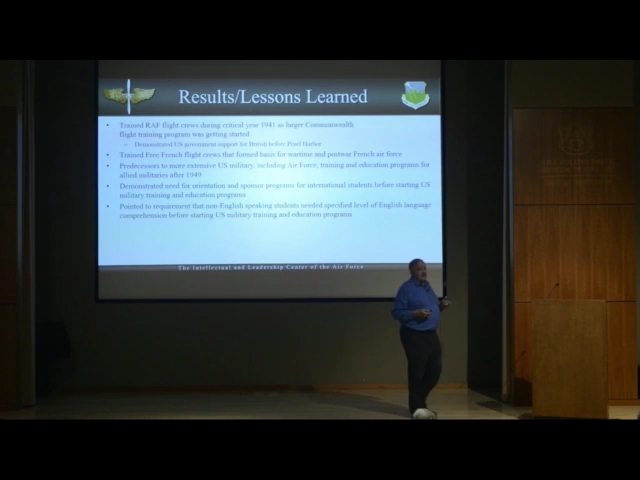 Results/Lessons Learned
• Trained RAF flight crews during critical year 1941 as larger Commonwealth
flight training program was getting started
– Demonstrated US government support for British before Pearl Harbor
• Trained Free French flight crews that formed basis for wartime and postwar French air force
• Predecessors to more extensive US military, including Air Force, training and education programs for
allied militaries after 1949
• Demonstrated need for orientation and sponsor programs for international students before starting US
military training and education programs
• Pointed to requirement that non-English speaking students needed specified level of English language
comprehension before starting US military training and education programs
The Intellectual and Leadership Center of the Air Force